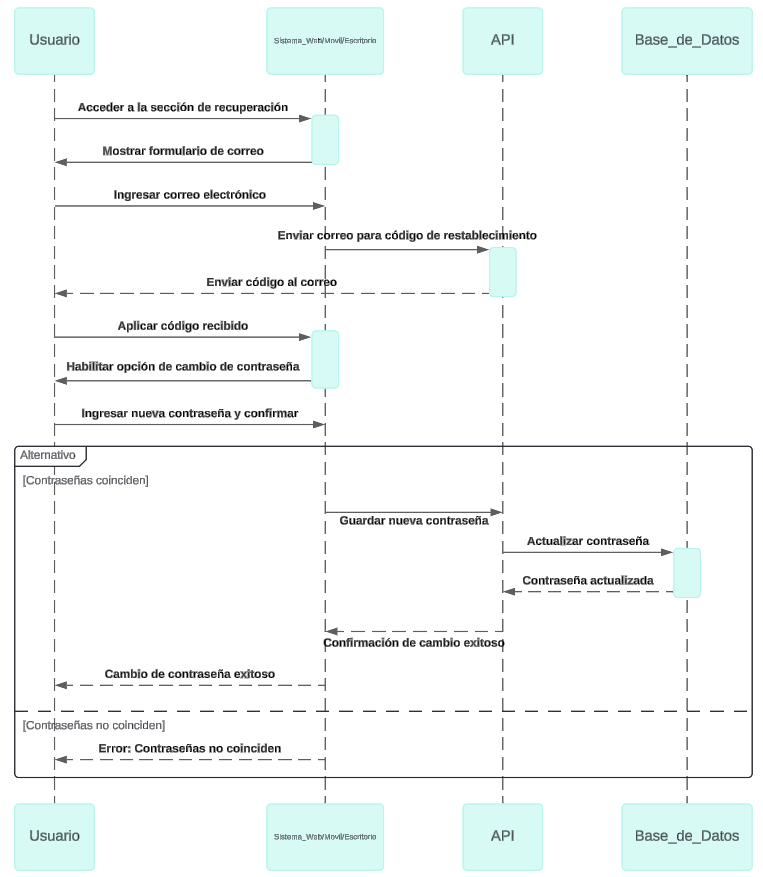 Usuario
Sistema_Web/Movil/Escritorio
API
Base_de_Datos
Acceder a la sección de recuperación
Mostrar formulario de correo
Ingresar correo electrónico
Enviar correo para código de restablecimiento
Enviar código al correo
Aplicar código recibido
Habilitar opción de cambio de contraseña
Ingresar nueva contraseña y confirmar
Alternativo
[Contraseñas coinciden]
Guardar nueva contraseña
Actualizar contraseña
Contraseña actualizada
Confirmación de cambio exitoso
Cambio de contraseña exitoso
[Contraseñas no coinciden]
Error: Contraseñas no coinciden
Usuario
Sistema_Web/Movil/Escritorio
API
Base_de_Datos